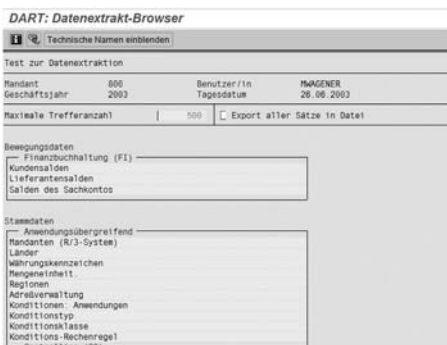 DART: Datenextrakt-Browser
Technische Namen einblenden
Test zur Datenextraktion
Mandant 800 Benutzer/in MWAGENER
Geschäftsjahr 2003 Tagesdatum 26.06.2003
Maximale Trefferanzahl 500 Export aller Sätze in Datei
Bewegungsdaten
Finanzbuchhaltung (FI)
Kundensalden
Lieferantensalden
Salden des Sachkontos
Stammdaten
Anwendungsübergreifend
Mandanten (R/3-System)
Länder
Währungskennzeichen
Mengeneinheit
Regionen
Adreßverwaltung
Konditionen: Anwendungen
Konditionstyp
Konditionsklasse
Konditions-Rechenregel